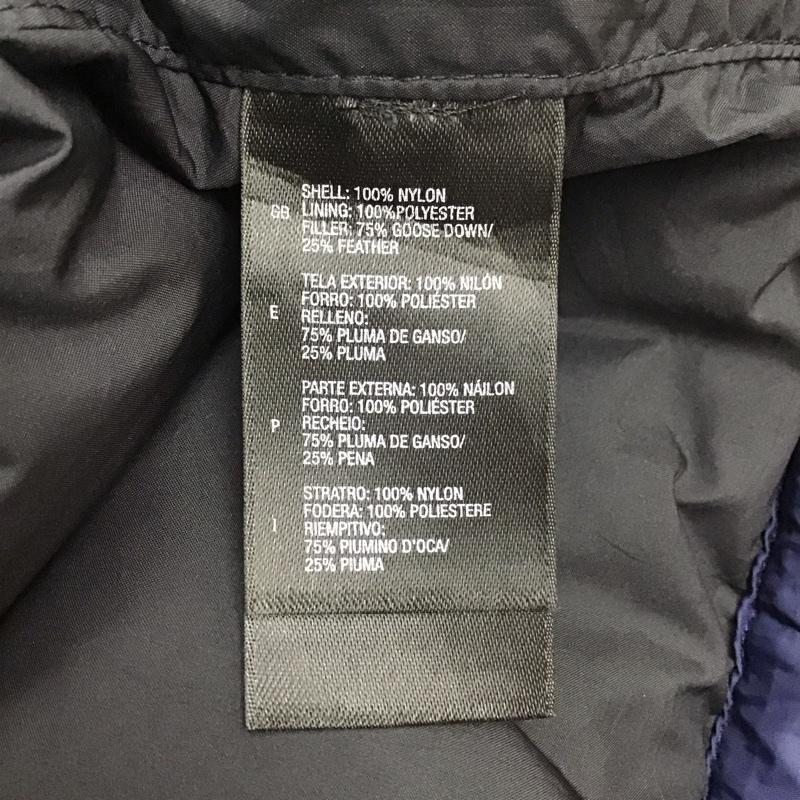 GB SHELL: 100% NYLON
LINING: 100%POLYESTER
FILLER: 75% GOOSE DOWN/
25% FEATHER
E TELA EXTERIOR: 100% NILÓN
FORRO: 100% POLIÉSTER
RELLENO:
75% PLUMA DE GANSO/
25% PLUMA
P PARTE EXTERNA: 100% NÁILON
FORRO: 100% POLIÉSTER
RECHEIO:
75% PLUMA DE GANSO/
25% PENA
I STRATRO: 100% NYLON
FODERA: 100% POLIESTERE
RIEMPITIVO:
75% PIUMINO D'OCA/
25% PIUMA